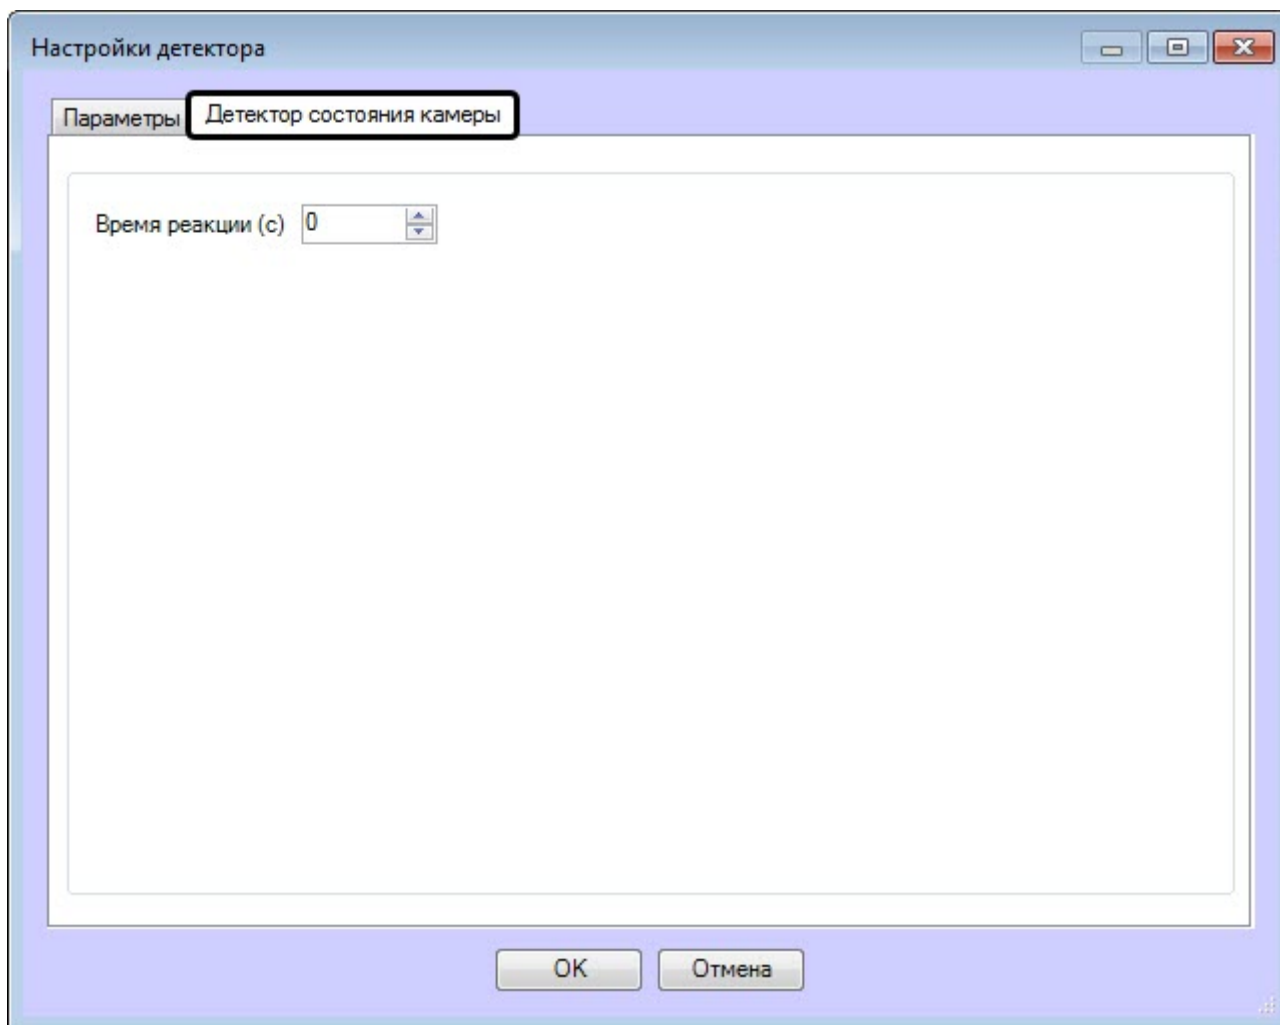 Настройки детектора
Параметры
Детектор состояния камеры
Время реакции (с) 0
OK Отмена